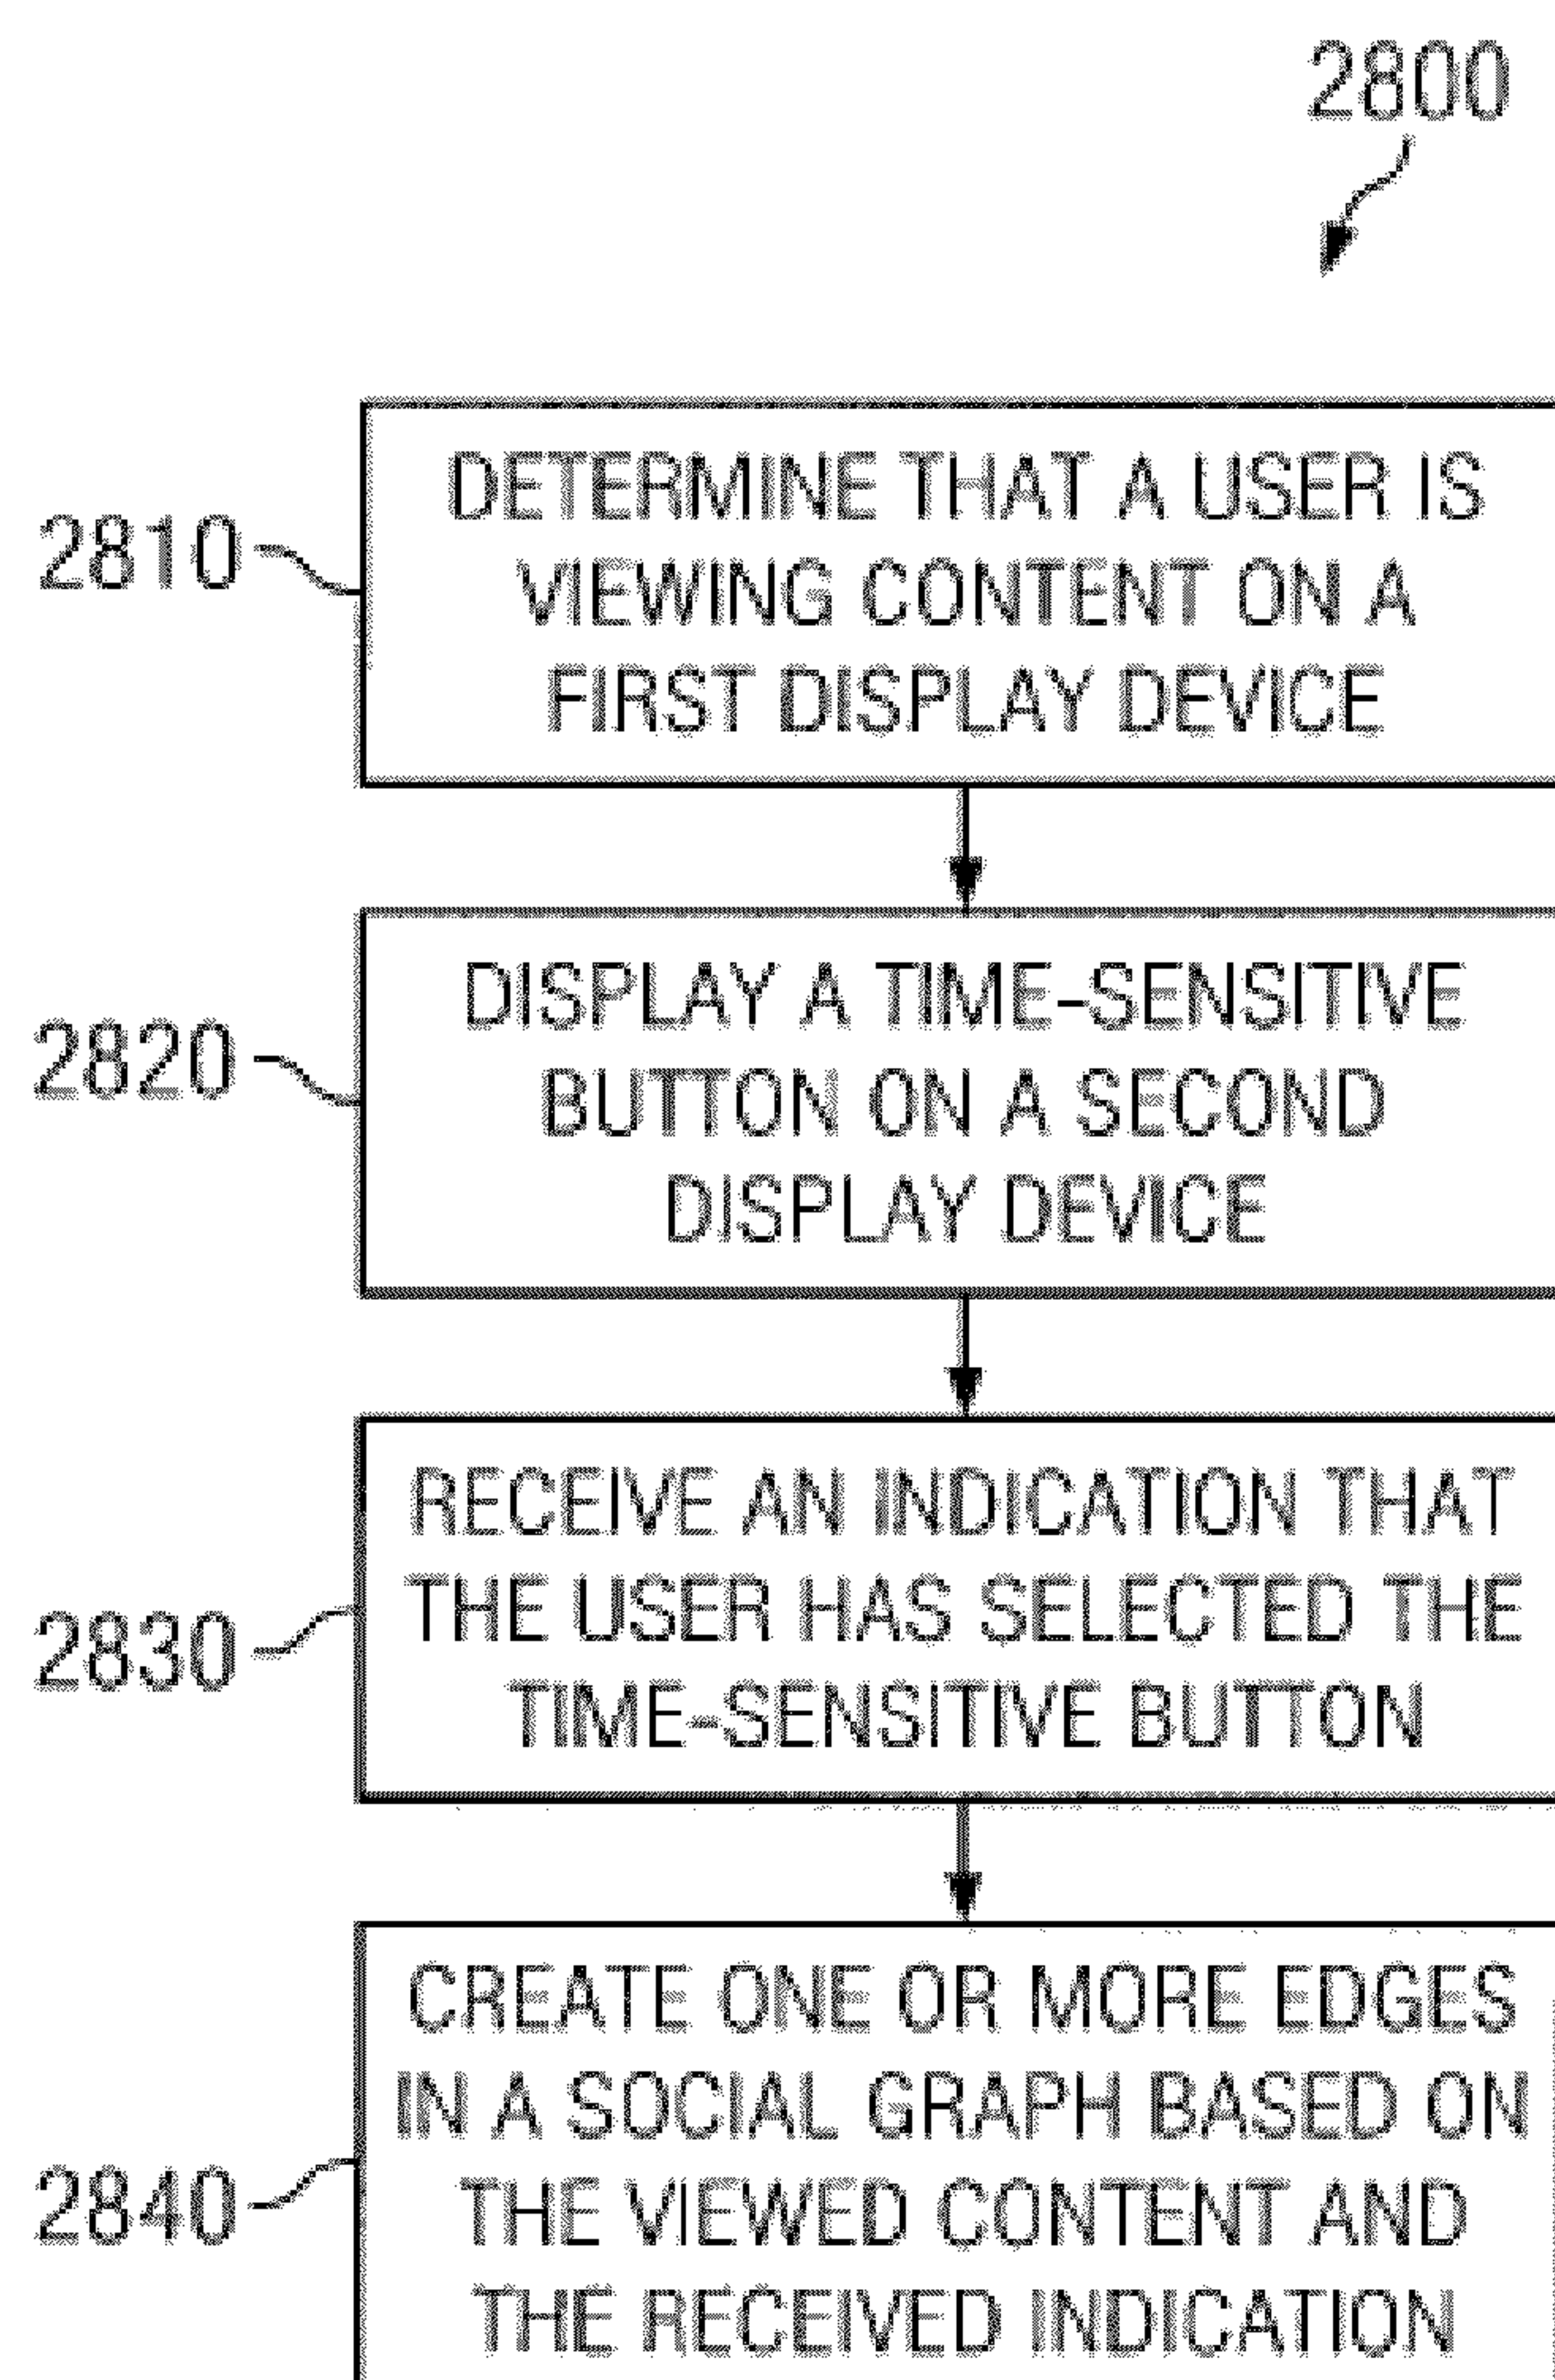 2800
2810
DETERMINE THAT A USER IS
VIEWING CONTENT ON A
FIRST DISPLAY DEVICE
2820
DISPLAY A TIME-SENSITIVE
BUTTON ON A SECOND
DISPLAY DEVICE
2830
RECEIVE AN INDICATION THAT
THE USER HAS SELECTED THE
TIME-SENSITIVE BUTTON
2840
CREATE ONE OR MORE EDGES
IN A SOCIAL GRAPH BASED ON
THE VIEWED CONTENT AND
THE RECEIVED INDICATION